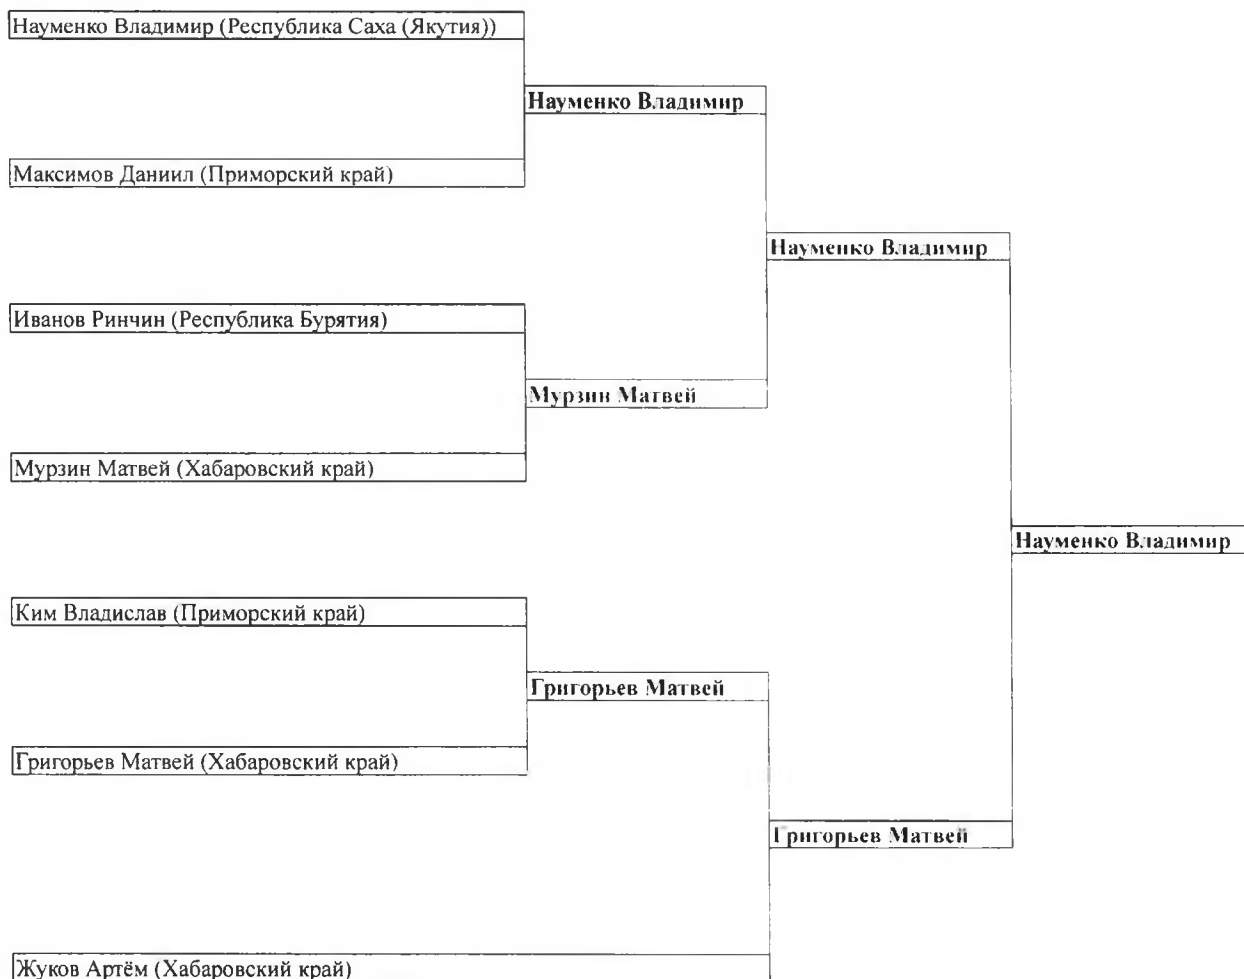 Науменко Владимир (Республика Саха (Якутия))
Науменко Владимир
Максимов Даниил (Приморский край)
Науменко Владимир
Иванов Ринчин (Республика Бурятия)
Мурзин Матвей
Мурзин Матвей (Хабаровский край)
Науменко Владимир
Ким Владислав (Приморский край)
Григорьев Матвей
Григорьев Матвей (Хабаровский край)
Григорьев Матвей
Жуков Артём (Хабаровский край)